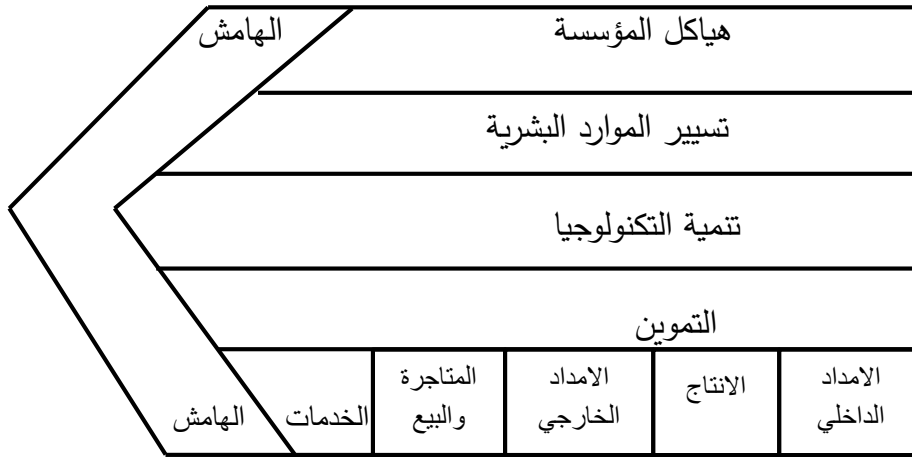 هياكل المؤسسة
الهامش
تسيير الموارد البشرية
تنمية التكنولوجيا
التموين
الامداد
الداخلي
الانتاج
الامداد
الخارجي
المتاجرة
والبيع
الخدمات
الهامش